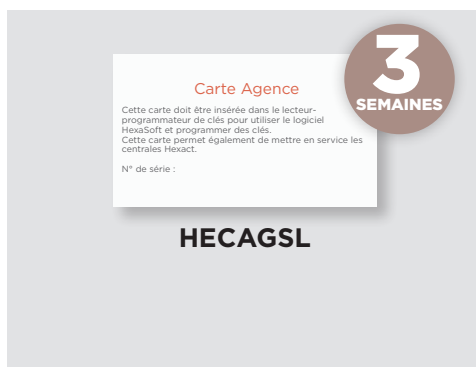 3
SEMAINES
Carte Agence
Cette carte doit être insérée dans le lecteur-
programmateur de clés pour utiliser le logiciel
HexaSoft et programmer des clés.
Cette carte permet également de mettre en service les
centrales Hexact.
N° de série :
HECAGSL